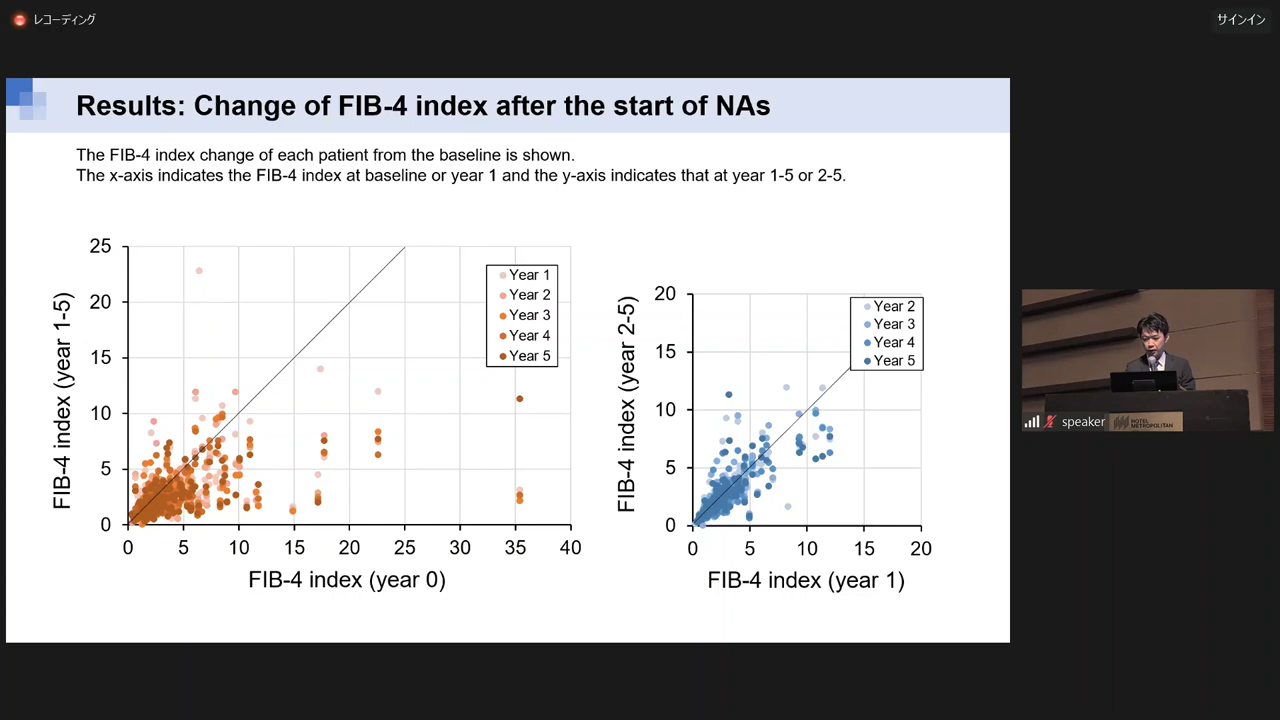 レコーディング
サインイン
Results: Change of FIB-4 index after the start of NAs
The FIB-4 index change of each patient from the baseline is shown.
The x-axis indicates the FIB-4 index at baseline or year 1 and the y-axis indicates that at year 1-5 or 2-5.
FIB-4 index (year 1-5)
25
20
15
10
5
0
0 5 10 15 20 25 30 35 40
FIB-4 index (year 0)
Year 1
Year 2
Year 3
Year 4
Year 5
FIB-4 index (year 2-5)
20
15
10
5
0
0 5 10 15 20
FIB-4 index (year 1)
Year 2
Year 3
Year 4
Year 5
speaker
HOTEL
METROPOLITAN